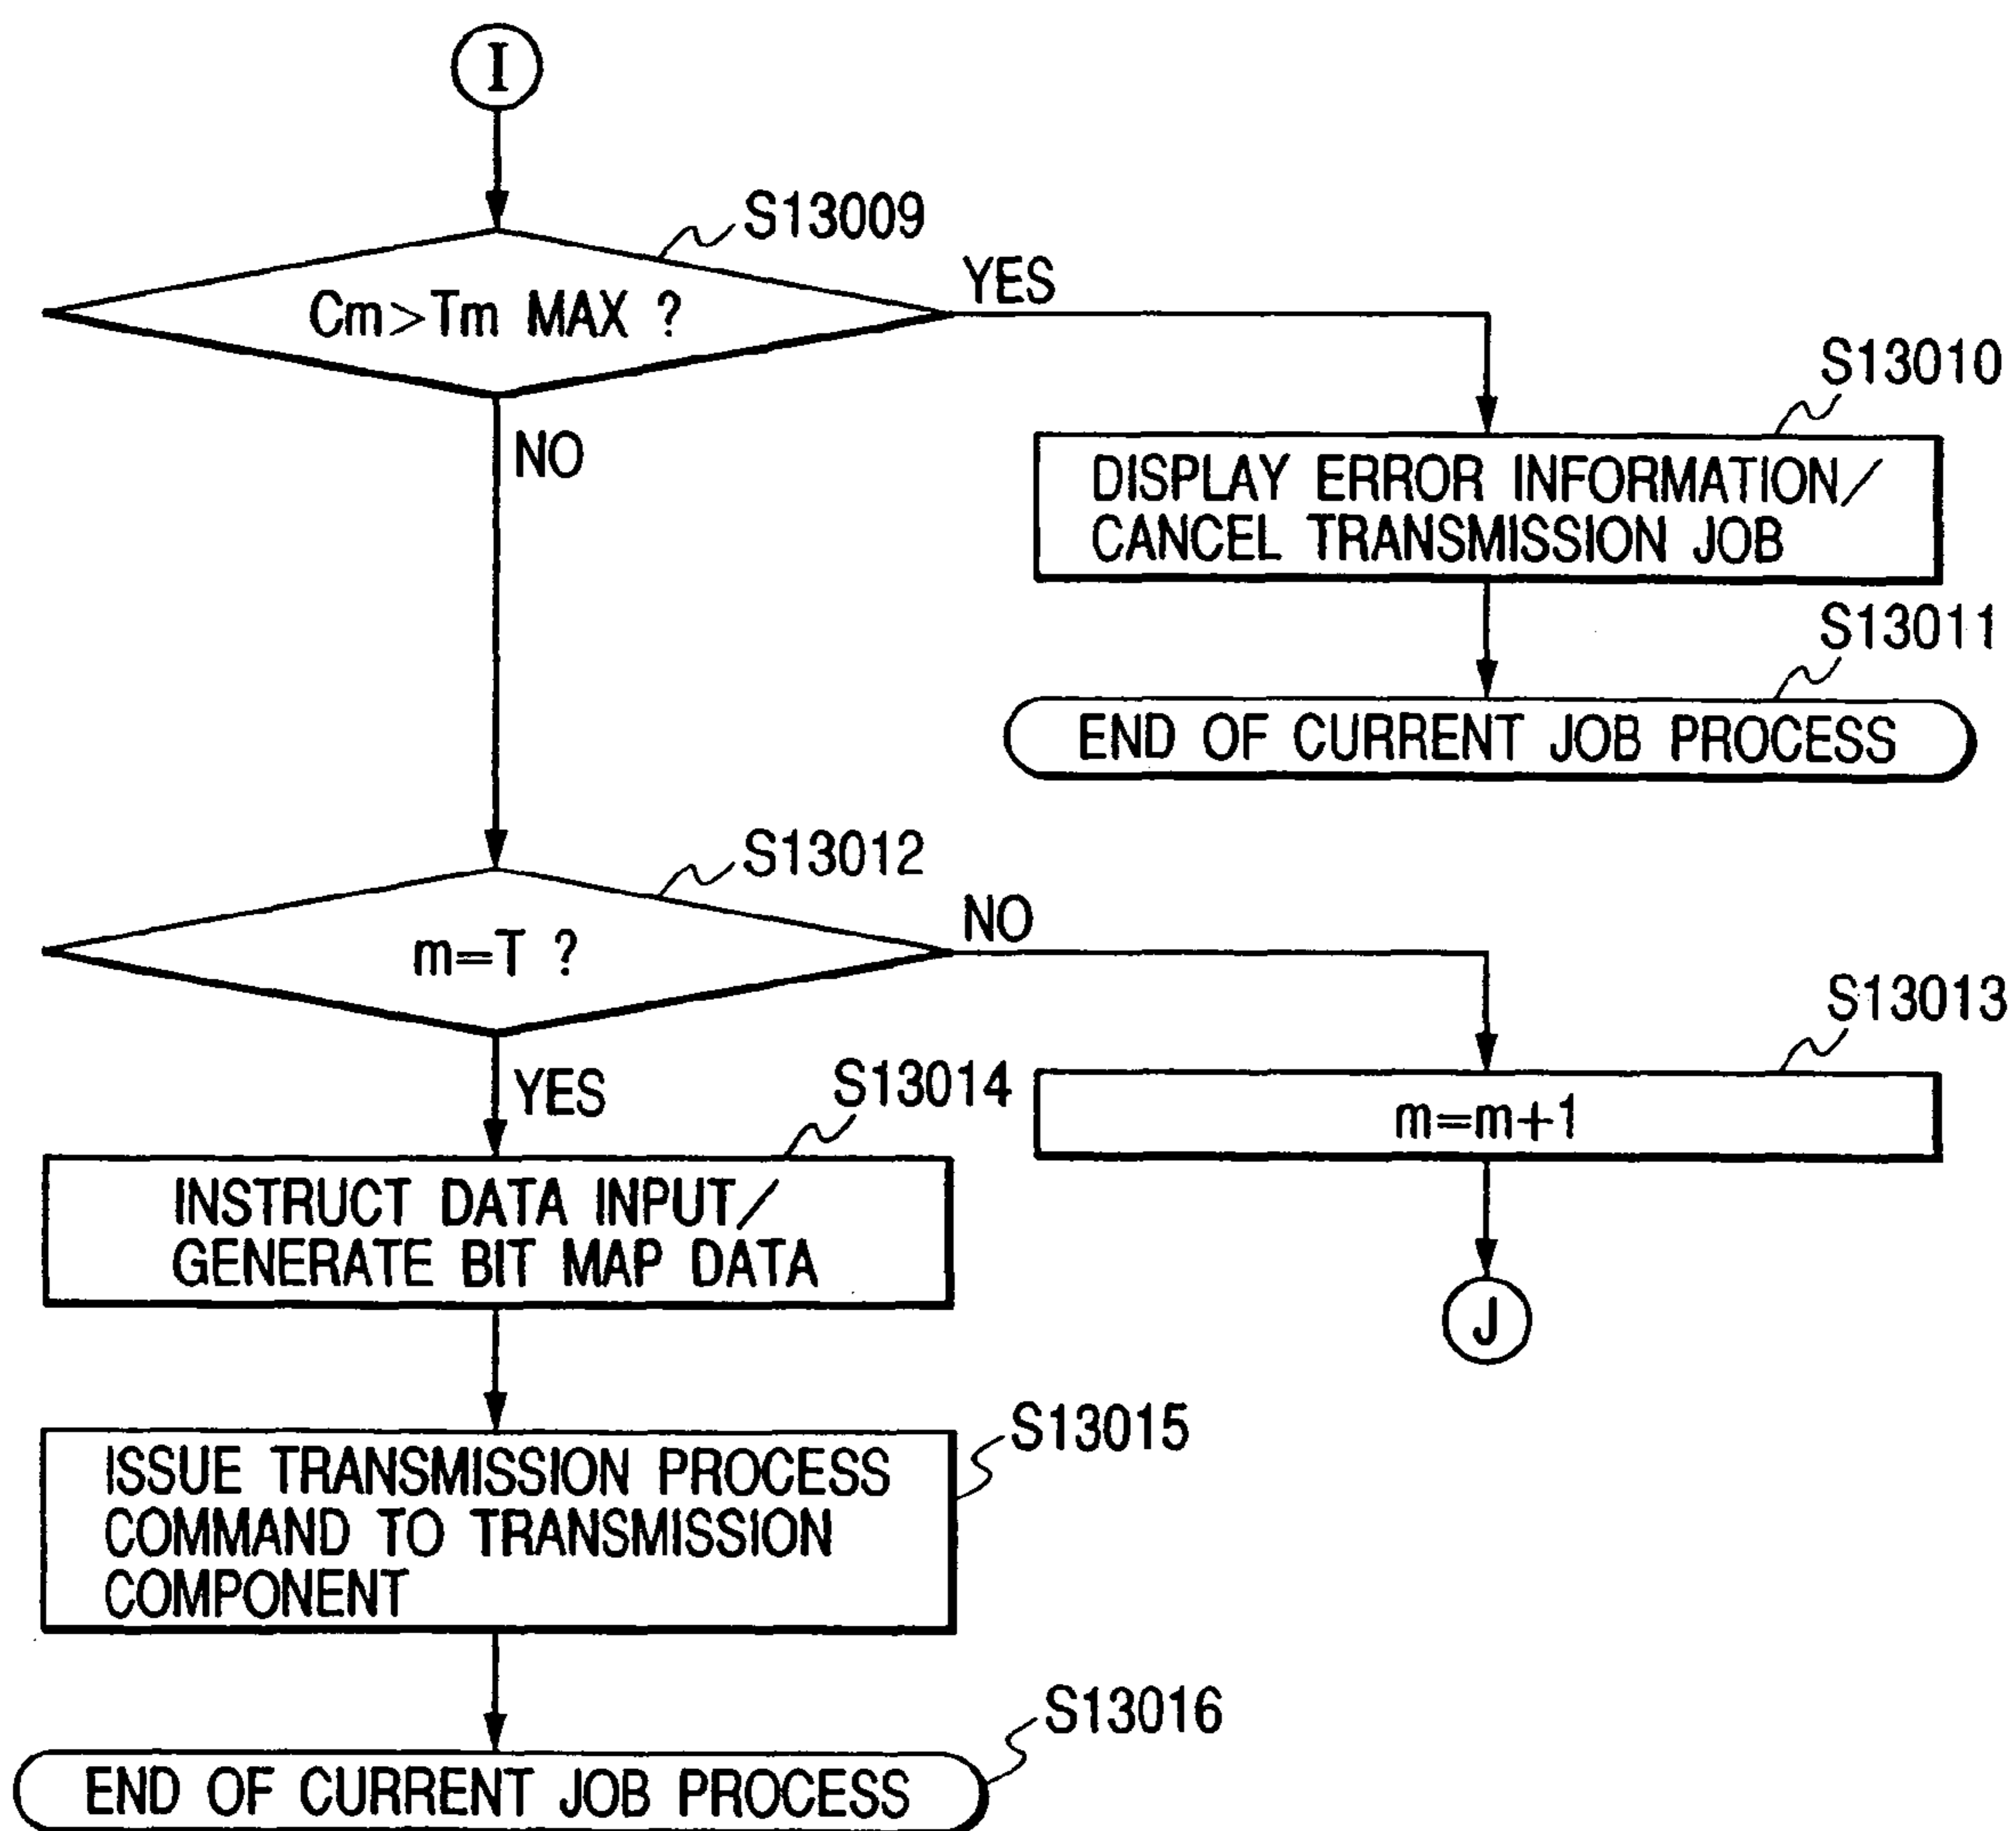 I
S13009
Cm>Tm MAX ?
YES
NO
S13010
DISPLAY ERROR INFORMATION/
CANCEL TRANSMISSION JOB
S13011
END OF CURRENT JOB PROCESS
S13012
m=T ?
NO
YES
S13013
m=m+1
J
S13014
INSTRUCT DATA INPUT/
GENERATE BIT MAP DATA
S13015
ISSUE TRANSMISSION PROCESS
COMMAND TO TRANSMISSION
COMPONENT
S13016
END OF CURRENT JOB PROCESS